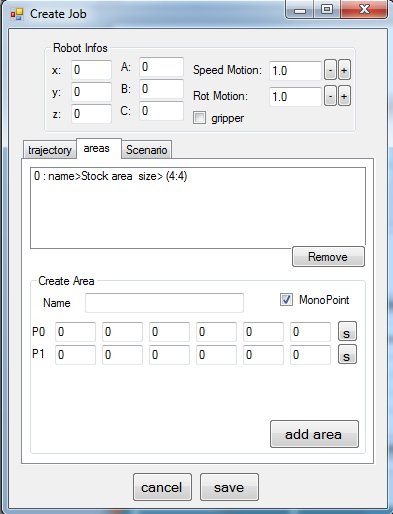 Create Job
Robot Infos
x: 0 A: 0 Speed Motion: 1.0 - +
y: 0 B: 0 Rot Motion: 1.0 - +
z: 0 C: 0 gripper
trajectory areas Scenario
0 : name>Stock area size> (4:4)
Remove
Create Area
Name MonoPoint
P0 0 0 0 0 0 0 s
P1 0 0 0 0 0 0 s
add area
cancel save